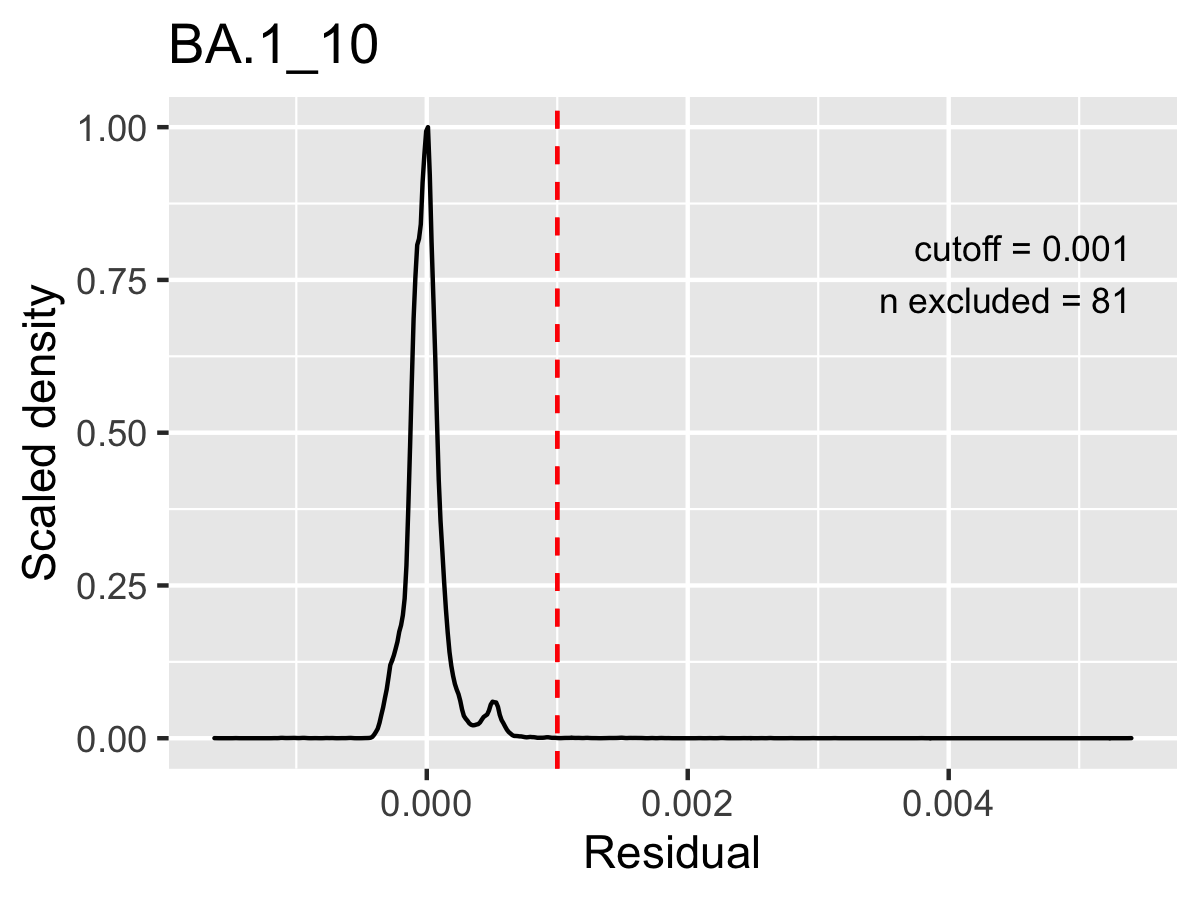 BA.1_10
1.00
0.75
0.50
0.25
0.00
Scaled density
cutoff = 0.001
n excluded = 81
0.000
0.002
0.004
Residual